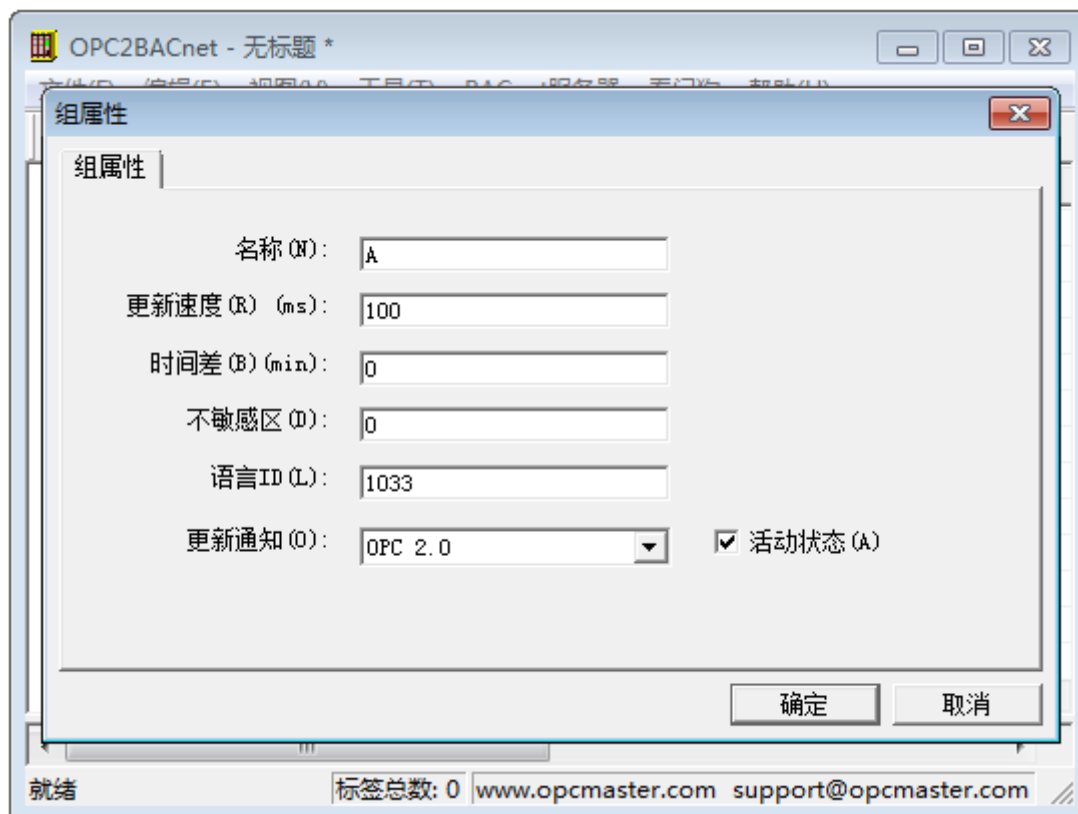 OPC2BACnet - 无标题 *
组属性
组属性
名称(N):
A
更新速度(R) (ms):
100
时间差(B)(min):
0
不敏感区(D):
0
语言ID(L):
1033
更新通知(O):
OPC 2.0
活动状态(A)
确定
取消
就绪
标签总数: 0
www.opcmaster.com support@opcmaster.com